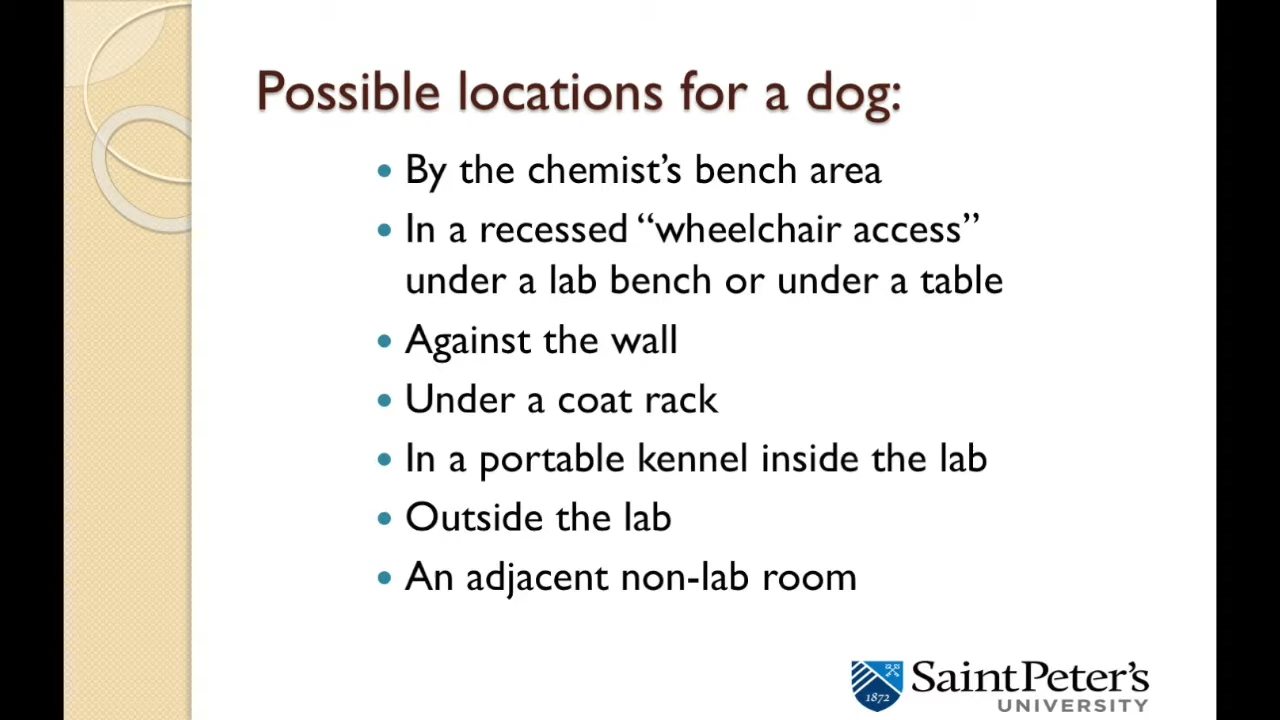 Possible locations for a dog:
• By the chemist’s bench area
• In a recessed “wheelchair access”
under a lab bench or under a table
• Against the wall
• Under a coat rack
• In a portable kennel inside the lab
• Outside the lab
• An adjacent non-lab room
1872
Saint Peter’s
UNIVERSITY